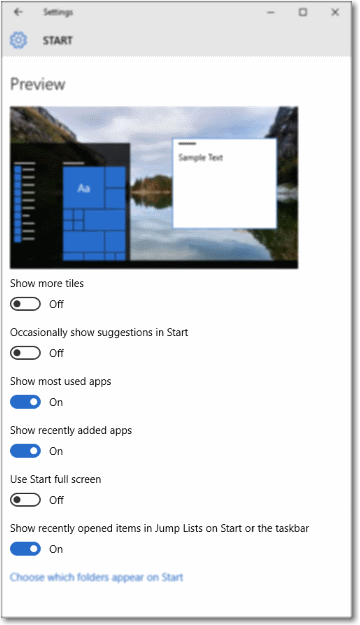 Settings
START
Preview
Aa
Sample Text
Show more tiles
Off
Occasionally show suggestions in Start
Off
Show most used apps
On
Show recently added apps
On
Use Start full screen
Off
Show recently opened items in Jump Lists on Start or the taskbar
On
Choose which folders appear on Start